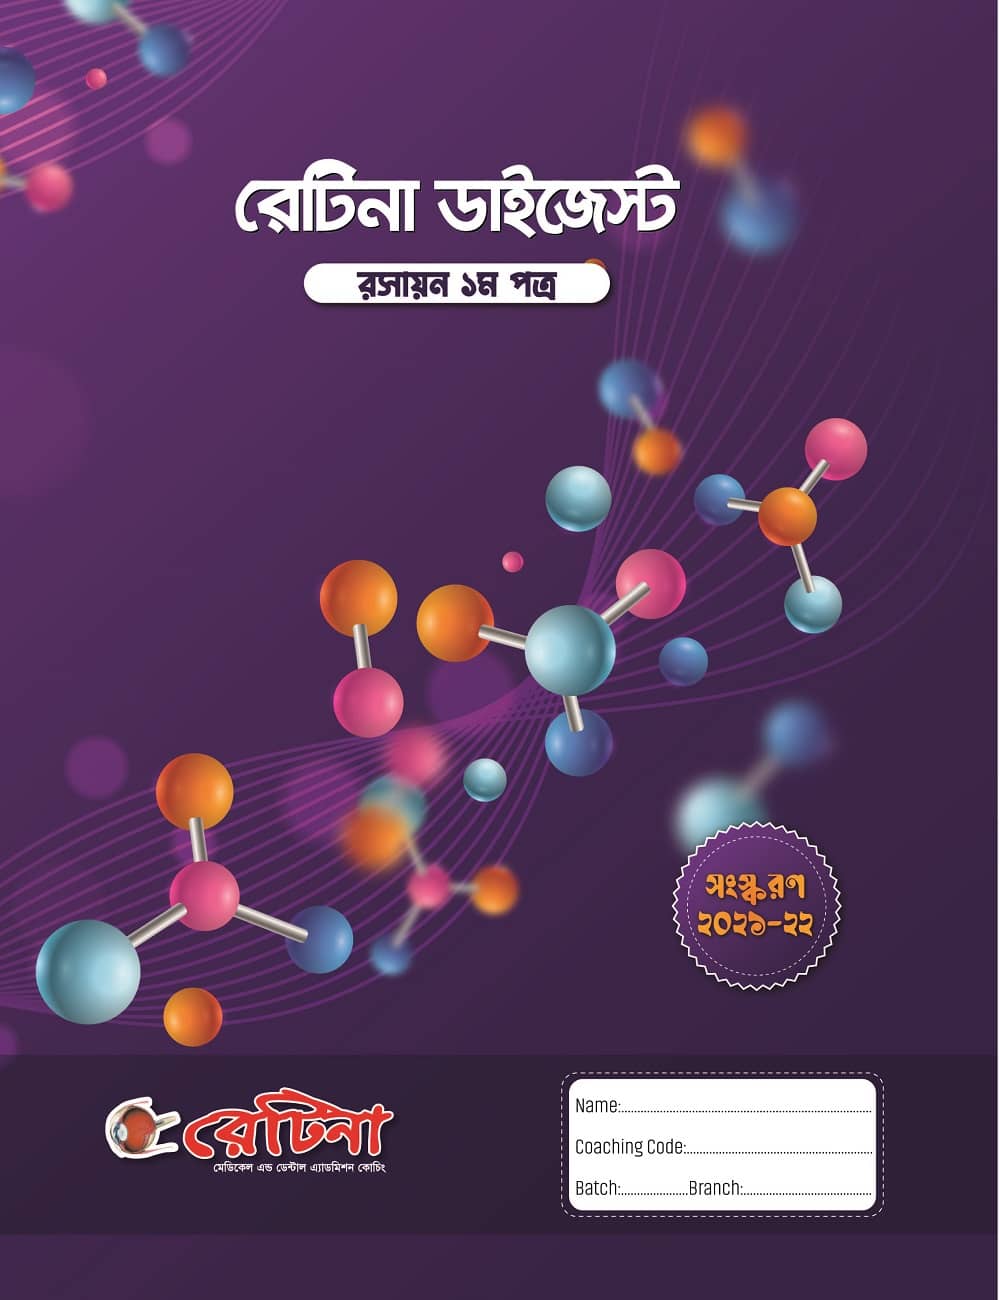 রেটিনা ডাইজেস্ট
রসায়ন ১ম পত্র
সংস্করণ
২০২১-২২
রেটিনা
মেডিকেল এন্ড ডেন্টাল এ্যাডমিশন কোচিং
Name:
Coaching Code:
Batch:....................Branch: